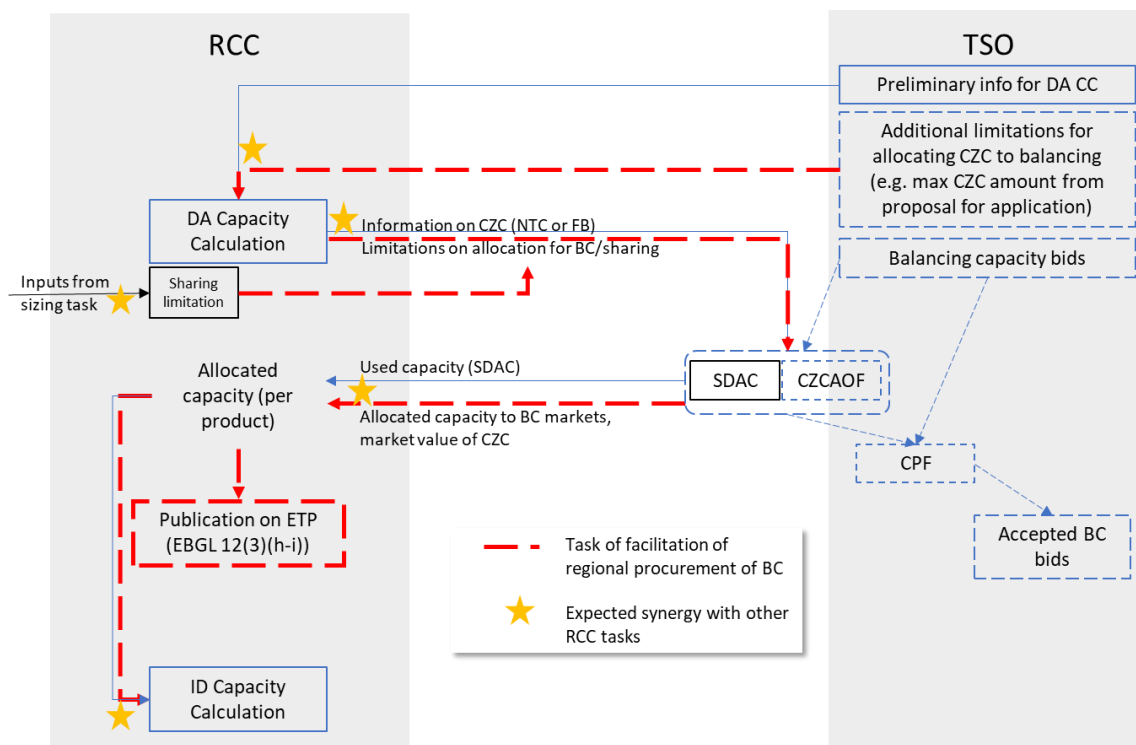 RCC
TSO
Preliminary info for DA CC
Additional limitations for
allocating CZC to balancing
(e.g. max CZC amount from
proposal for application)
DA Capacity
Calculation
Information on CZC (NTC or FB)
Limitations on allocation for BC/sharing
Balancing capacity bids
Inputs from
sizing task
Sharing
limitation
Used capacity (SDAC)
SDAC
CZCAOF
Allocated
capacity (per
product)
Allocated capacity to BC markets,
market value of CZC
CPF
Publication on ETP
(EBGL 12(3)(h-i))
Accepted BC
bids
Task of facilitation of
regional procurement of BC
Expected synergy with other
RCC tasks
ID Capacity
Calculation